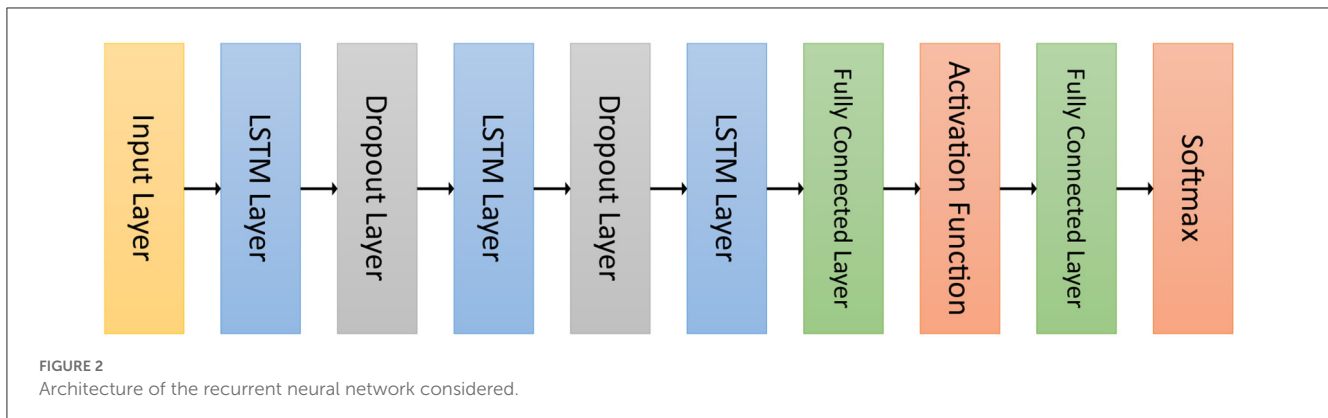 Input Layer
LSTM Layer
Dropout Layer
LSTM Layer
Dropout Layer
LSTM Layer
Fully Connected Layer
Activation Function
Fully Connected Layer
Softmax
FIGURE 2
Architecture of the recurrent neural network considered.